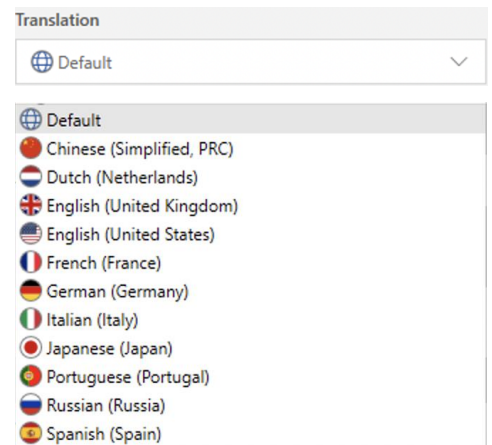 Translation
Default
Default
Chinese (Simplified, PRC)
Dutch (Netherlands)
English (United Kingdom)
English (United States)
French (France)
German (Germany)
Italian (Italy)
Japanese (Japan)
Portuguese (Portugal)
Russian (Russia)
Spanish (Spain)